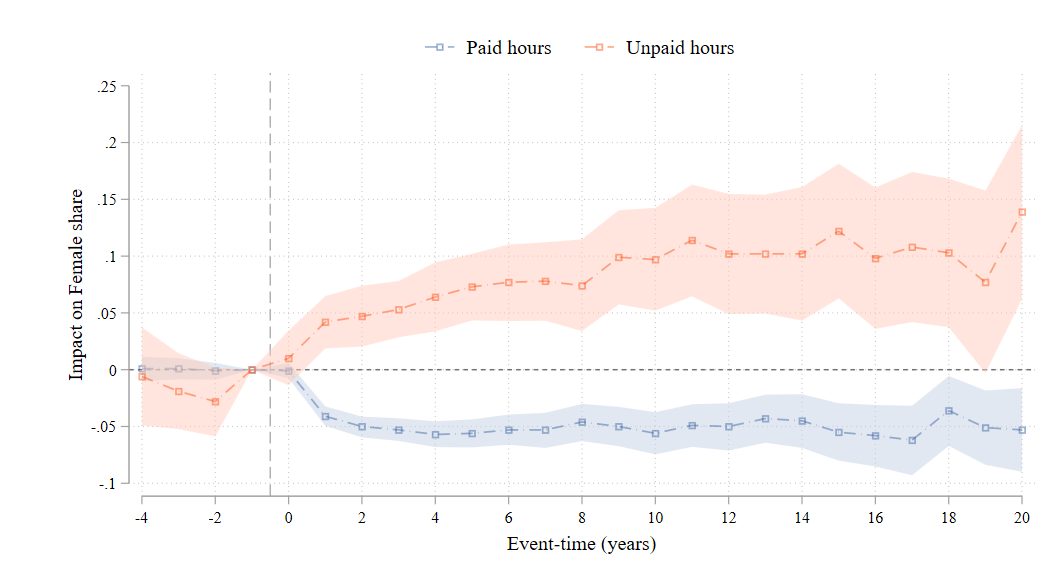 Paid hours Unpaid hours
Impact on Female share
.25
.2
.15
.1
.05
0
-.05
-.1
-4 -2 0 2 4 6 8 10 12 14 16 18 20
Event-time (years)